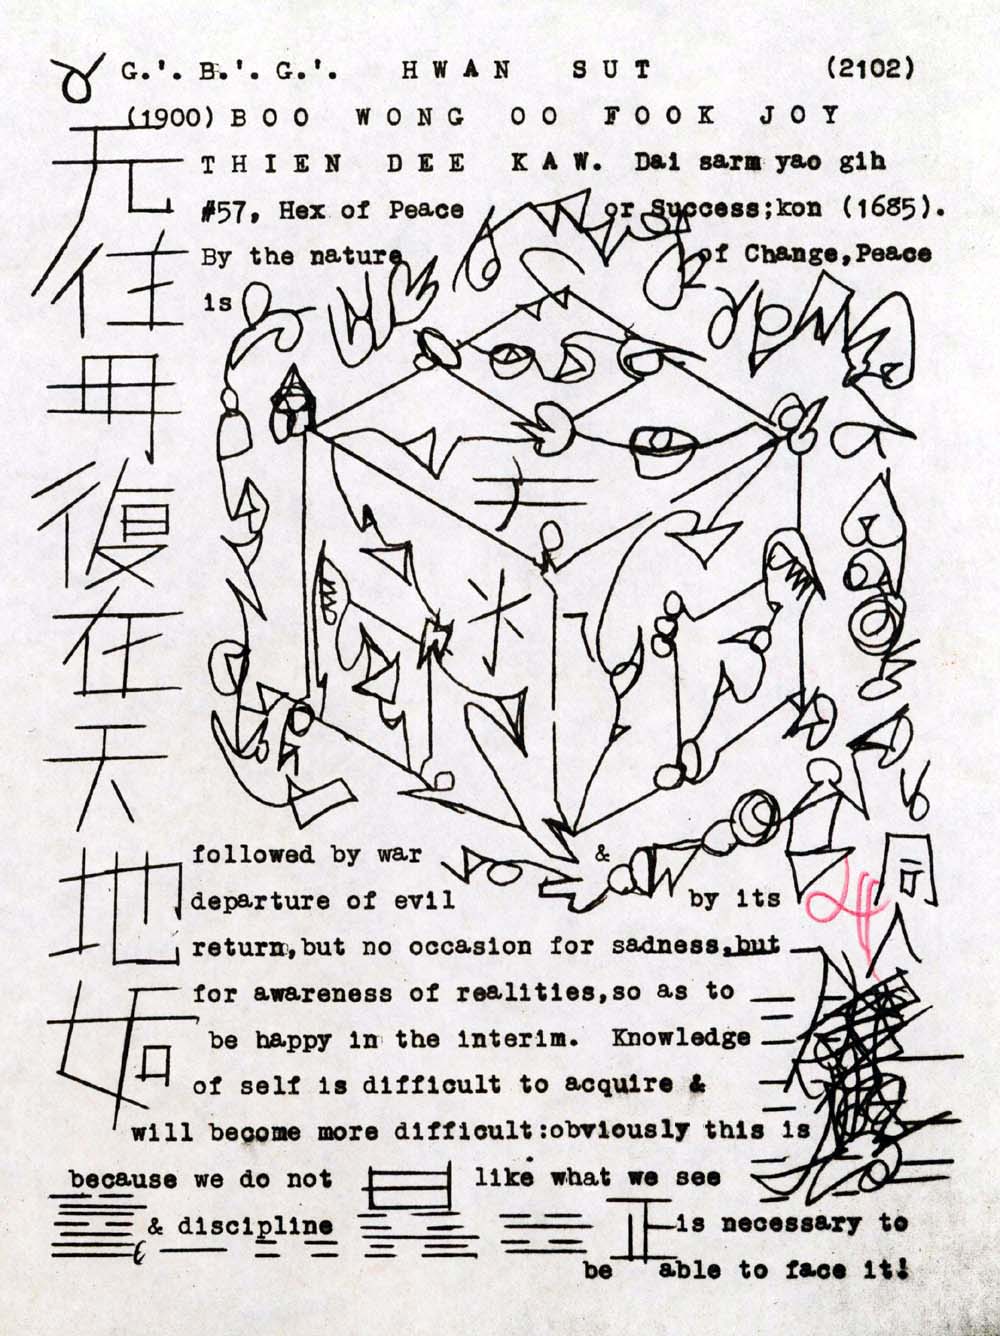 G.'. B.'. G.'. HWAN SUT (2102)
(1900) BOO WONG OO FOOK JOY
THIEN DEE KAW. Dai sarm yao gih
#57, Hex of Peace or Success;kon (1685).
By the nature of Change,Peace
is
followed by war &
departure of evil by its
return,but no occasion for sadness,but
for awareness of realities,so as to
be happy in the interim. Knowledge
of self is difficult to acquire &
will become more difficult:obviously this is
because we do not like what we see
& discipline is necessary to
be able to face it!
无復在天地
24